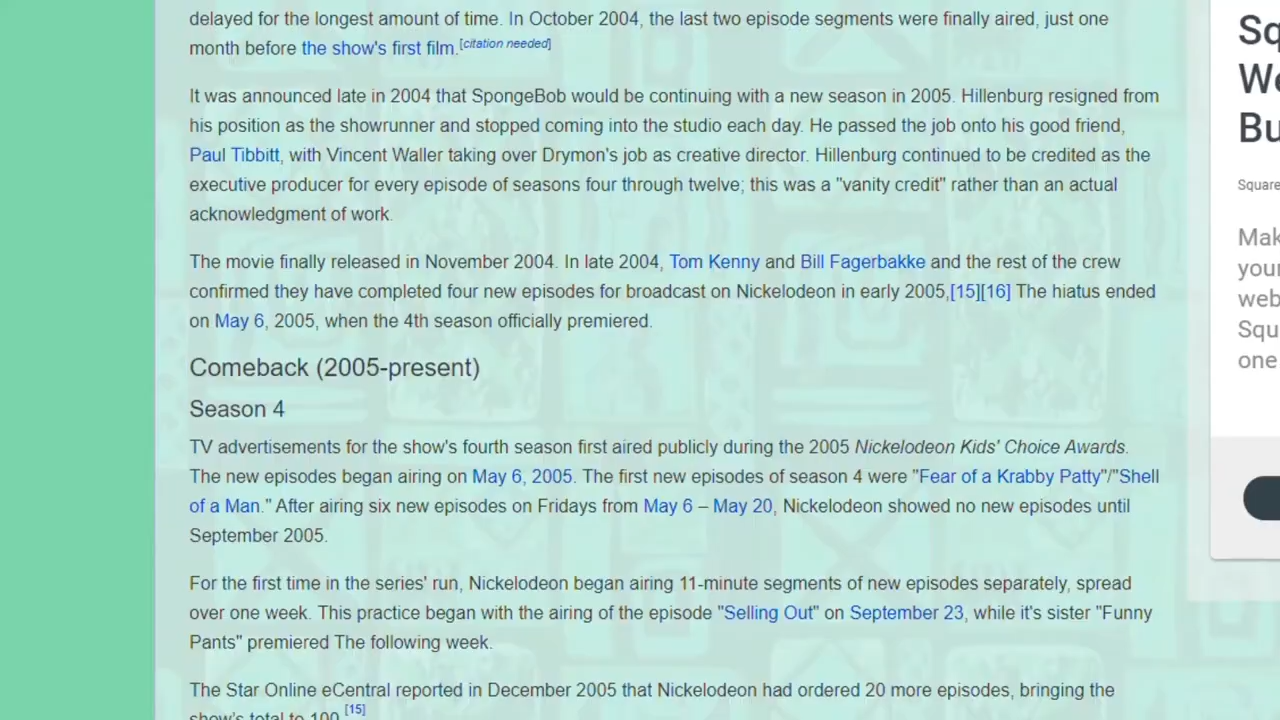 delayed for the longest amount of time. In October 2004, the last two episode segments were finally aired, just one
month before the show's first film.[citation needed]
It was announced late in 2004 that SpongeBob would be continuing with a new season in 2005. Hillenburg resigned from
his position as the showrunner and stopped coming into the studio each day. He passed the job onto his good friend,
Paul Tibbitt, with Vincent Waller taking over Drymon's job as creative director. Hillenburg continued to be credited as the
executive producer for every episode of seasons four through twelve; this was a "vanity credit" rather than an actual
acknowledgment of work.
The movie finally released in November 2004. In late 2004, Tom Kenny and Bill Fagerbakke and the rest of the crew
confirmed they have completed four new episodes for broadcast on Nickelodeon in early 2005,[15][16] The hiatus ended
on May 6, 2005, when the 4th season officially premiered.
Comeback (2005-present)
Season 4
TV advertisements for the show's fourth season first aired publicly during the 2005 Nickelodeon Kids' Choice Awards.
The new episodes began airing on May 6, 2005. The first new episodes of season 4 were "Fear of a Krabby Patty"/"Shell
of a Man." After airing six new episodes on Fridays from May 6 – May 20, Nickelodeon showed no new episodes until
September 2005.
For the first time in the series' run, Nickelodeon began airing 11-minute segments of new episodes separately, spread
over one week. This practice began with the airing of the episode "Selling Out" on September 23, while it's sister "Funny
Pants" premiered The following week.
The Star Online eCentral reported in December 2005 that Nickelodeon had ordered 20 more episodes, bringing the
show's total to 100.[15]
Sq
We
Bu
Square
Mak
your
web
Squ
one